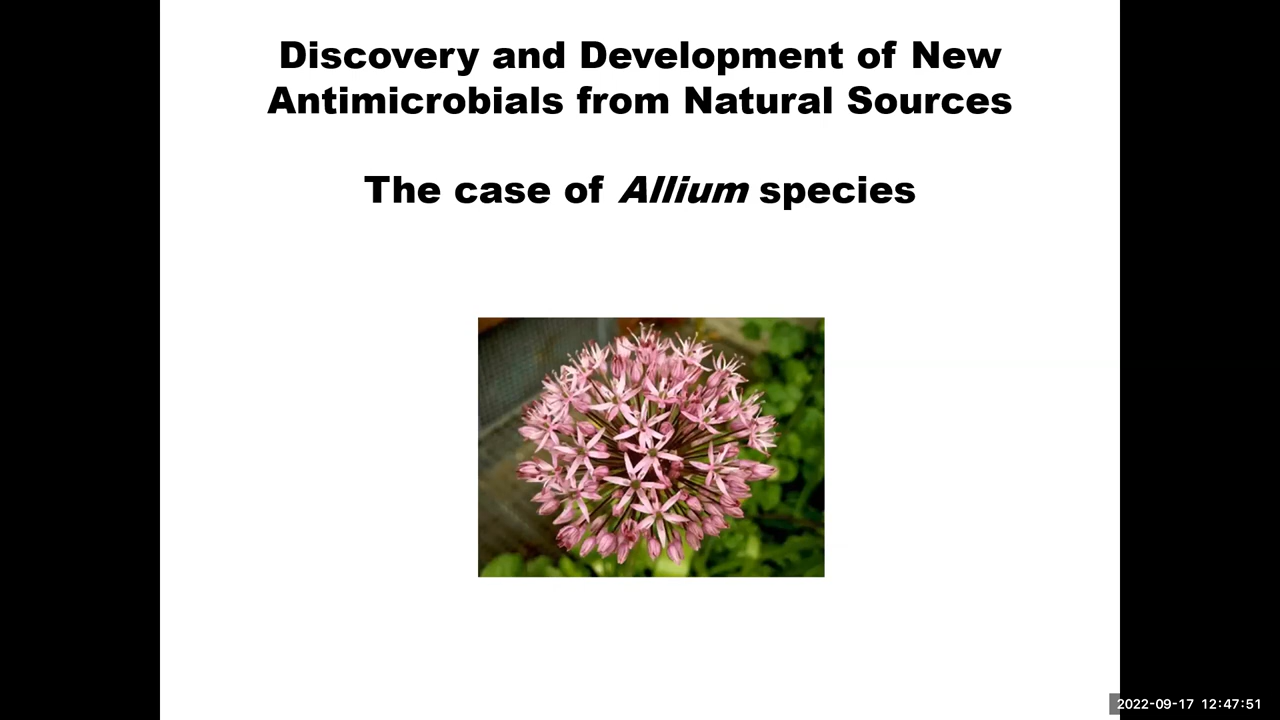 Discovery and Development of New
Antimicrobials from Natural Sources
The case of Allium species
2022-09-17 12:47:51